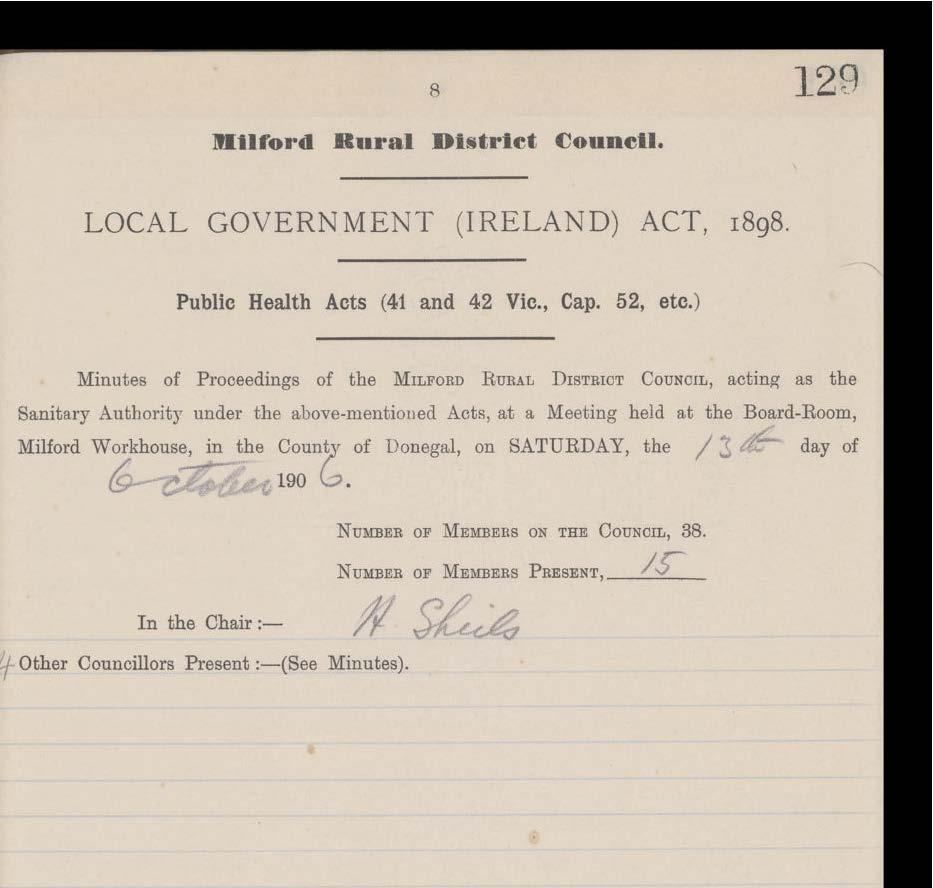 129
8
Milford Rural District Council.
LOCAL GOVERNMENT (IRELAND) ACT, 1898.
Public Health Acts (41 and 42 Vic., Cap. 52, etc.)
Minutes of Proceedings of the MILFORD RURAL DISTRICT COUNCIL, acting as the
Sanitary Authority under the above-mentioned Acts, at a Meeting held at the Board-Room,
Milford Workhouse, in the County of Donegal, on SATURDAY, the 13th day of
October 1906.
NUMBER OF MEMBERS ON THE COUNCIL, 38.
NUMBER OF MEMBERS PRESENT, 15
In the Chair :— H Sheils
Other Councillors Present :—(See Minutes).